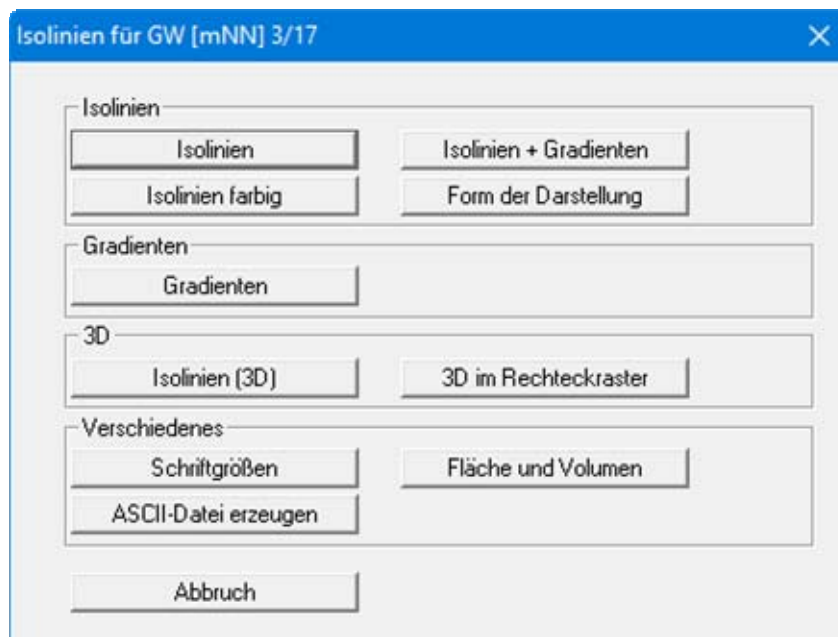 Isolinien für GW [mNN] 3/17
Isolinien
Isolinien
Isolinien + Gradienten
Isolinien farbig
Form der Darstellung
Gradienten
Gradienten
3D
Isolinien (3D)
3D im Rechteckraster
Verschiedenes
Schriftgrößen
Fläche und Volumen
ASCII-Datei erzeugen
Abbruch